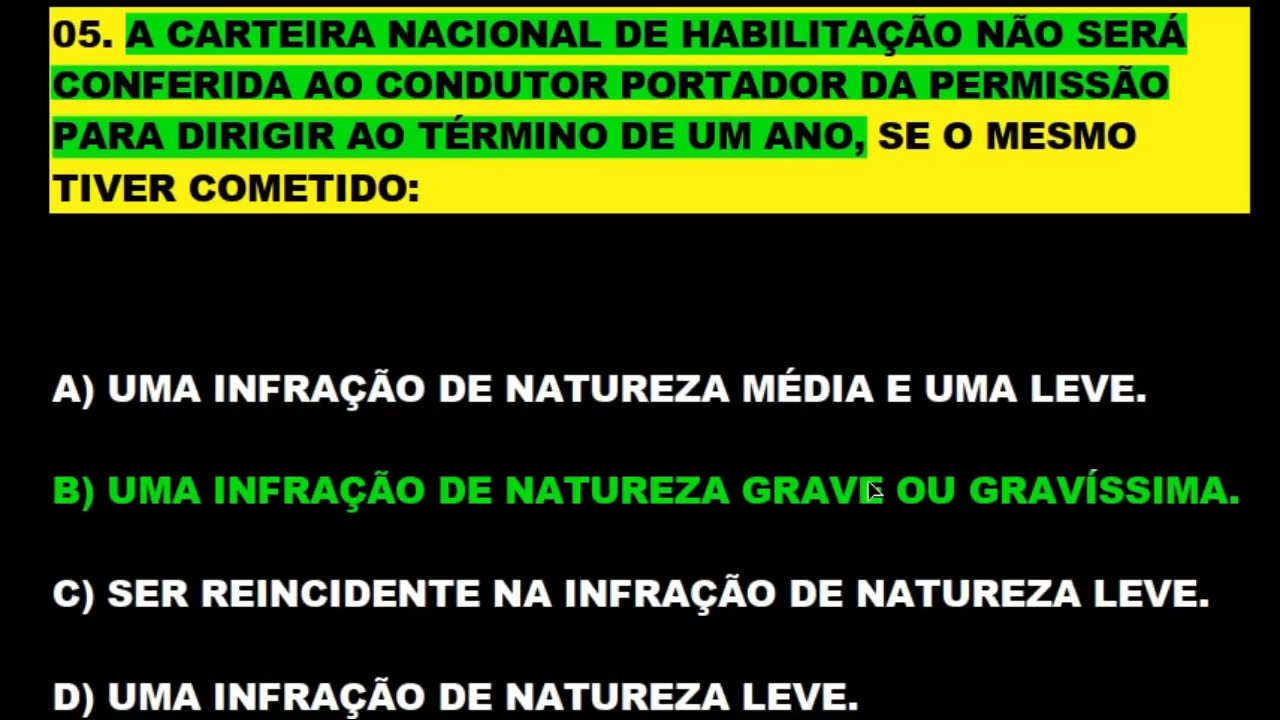 05. A CARTEIRA NACIONAL DE HABILITAÇÃO NÃO SERÁ
CONFERIDA AO CONDUTOR PORTADOR DA PERMISSÃO
PARA DIRIGIR AO TÉRMINO DE UM ANO, SE O MESMO
TIVER COMETIDO:
A) UMA INFRAÇÃO DE NATUREZA MÉDIA E UMA LEVE.
B) UMA INFRAÇÃO DE NATUREZA GRAVE OU GRAVÍSSIMA.
C) SER REINCIDENTE NA INFRAÇÃO DE NATUREZA LEVE.
D) UMA INFRAÇÃO DE NATUREZA LEVE.